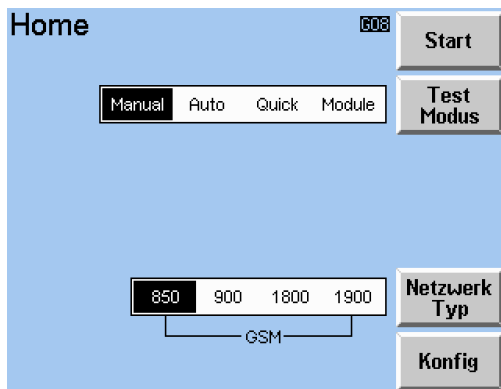 Home
G08
Start
Manual Auto Quick Module
Test
Modus
850 900 1800 1900
GSM
Netzwerk
Typ
Konfig